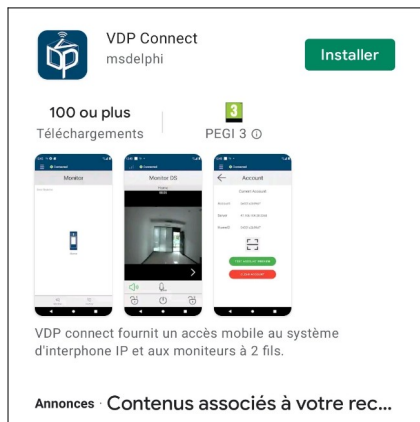 VDP Connect
msdelphi
Installer
100 ou plus
Téléchargements
3
PEGI 3
Monitor
Monitor DS
Account
VDP connect fournit un accès mobile au système
d'interphone IP et aux moniteurs à 2 fils.
Annonces · Contenus associés à votre rec...